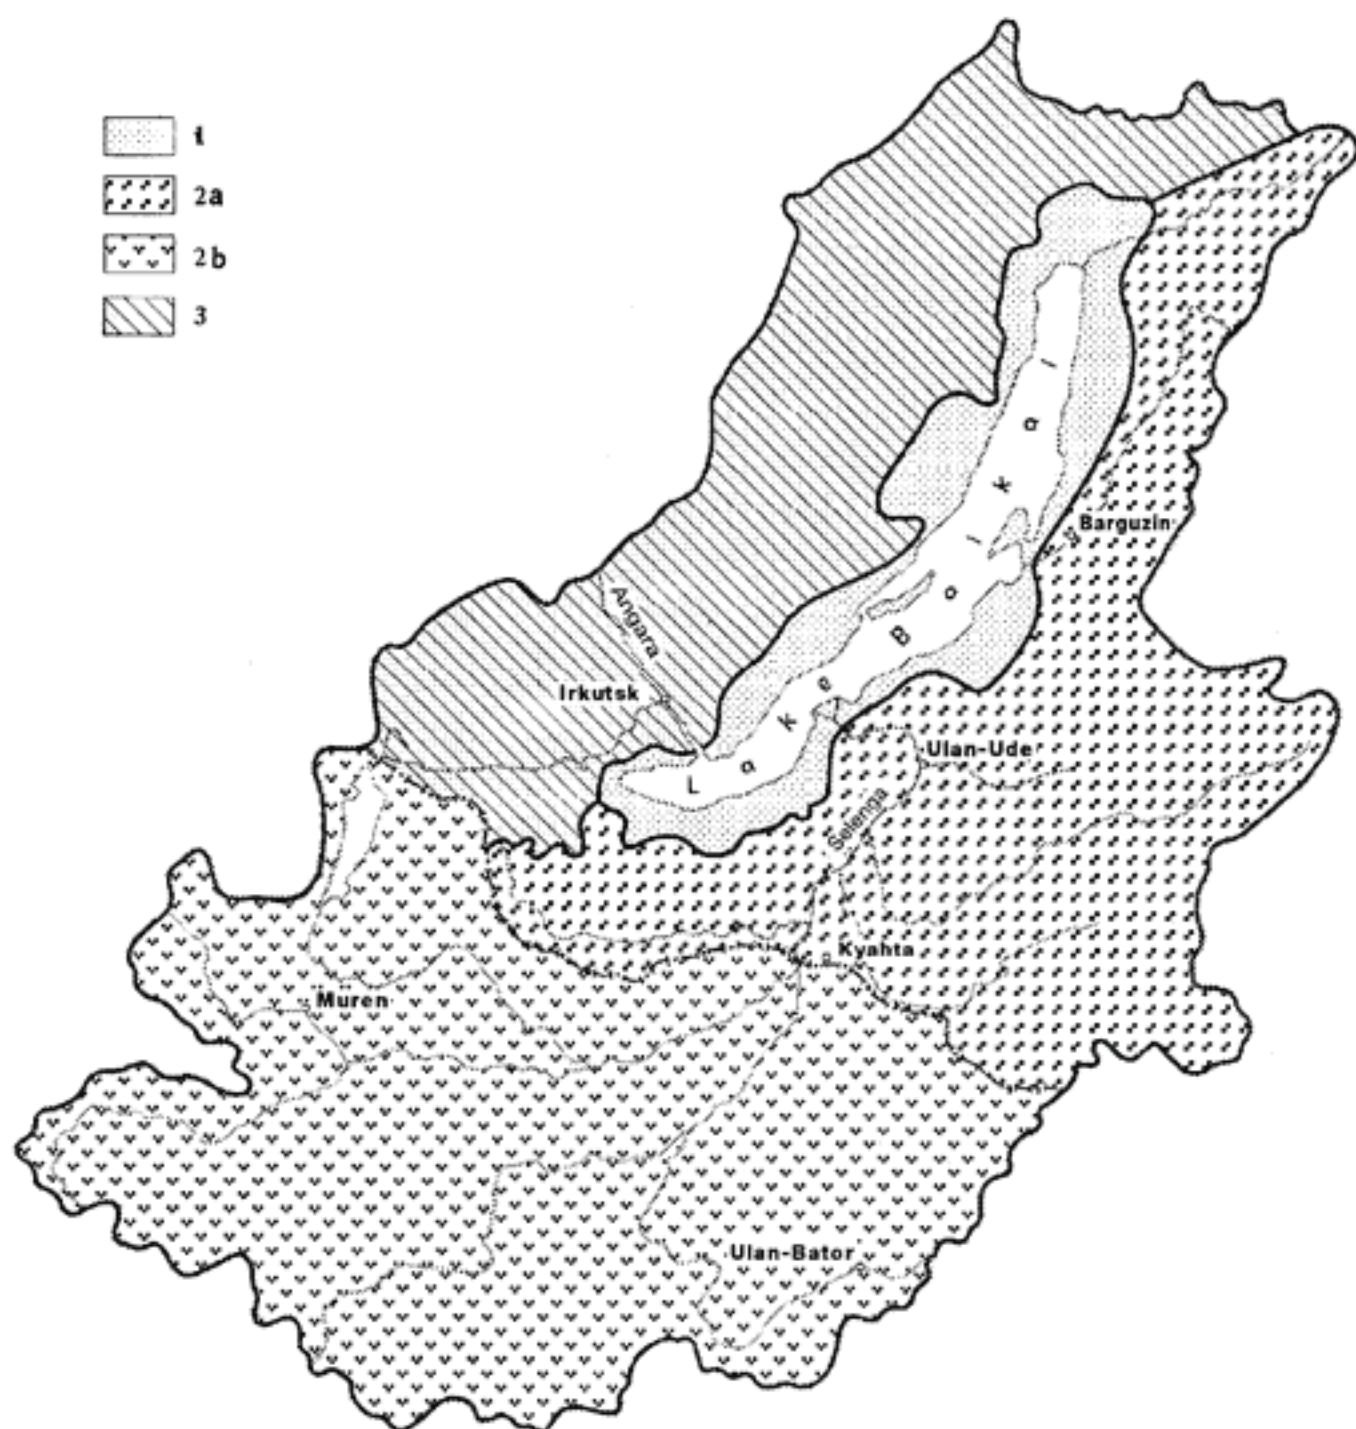 1
2a
2b
3
Angara
Irkutsk
Lake Baikal
Barguzin
Ulan-Ude
Selenga
Kyahta
Muren
Ulan-Bator